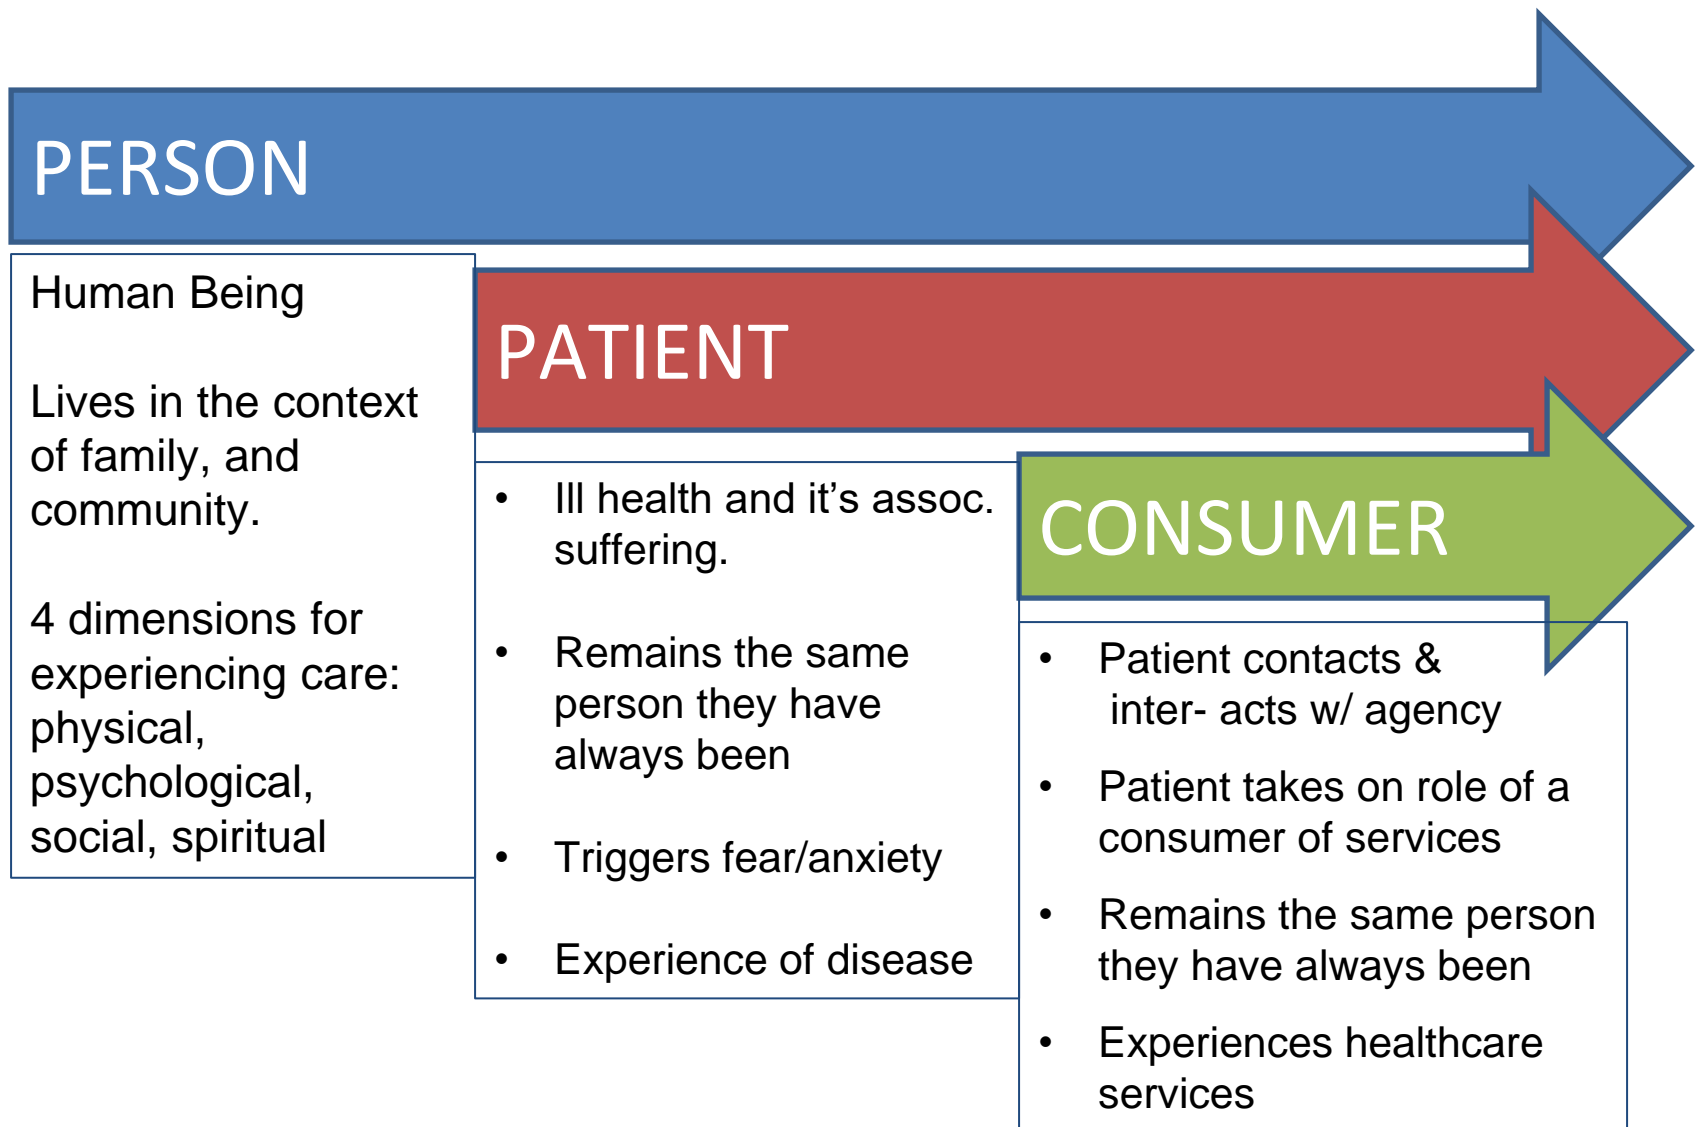 PERSON
Human Being
Lives in the context
of family, and
community.
4 dimensions for
experiencing care:
physical,
psychological,
social, spiritual
PATIENT
• Ill health and it’s assoc.
suffering.
• Remains the same
person they have
always been
• Triggers fear/anxiety
• Experience of disease
CONSUMER
• Patient contacts &
inter- acts w/ agency
• Patient takes on role of a
consumer of services
• Remains the same person
they have always been
• Experiences healthcare
services